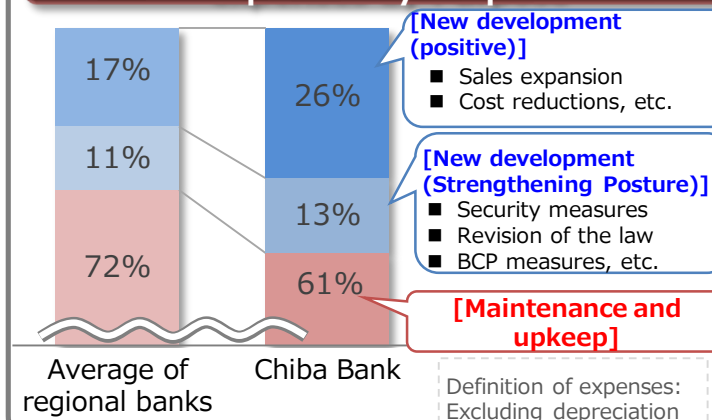 [New development
(positive)]
■ Sales expansion
■ Cost reductions, etc.
17%
26%
11%
[New development
(Strengthening Posture)]
■ Security measures
■ Revision of the law
■ BCP measures, etc.
13%
72%
61%
[Maintenance and
upkeep]
Average of
regional banks
Chiba Bank
Definition of expenses:
Excluding depreciation